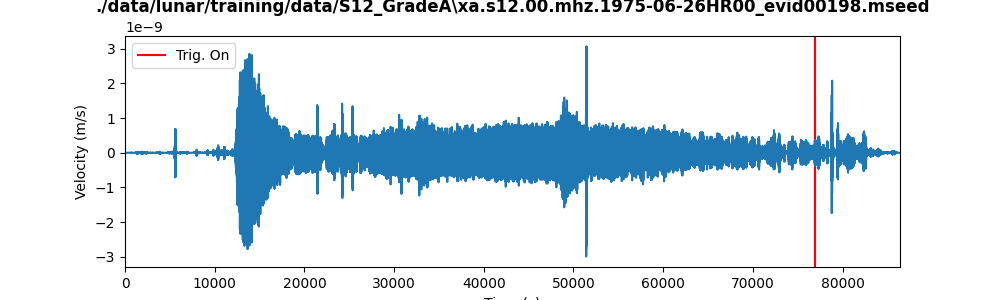 ./data/lunar/training/data/S12_GradeA\xa.s12.00.mhz.1975-06-26HR00_evid00198.mseed
1e−9
Trig. On
3
2
1
0
−1
−2
−3
Velocity (m/s)
0 10000 20000 30000 40000 50000 60000 70000 80000